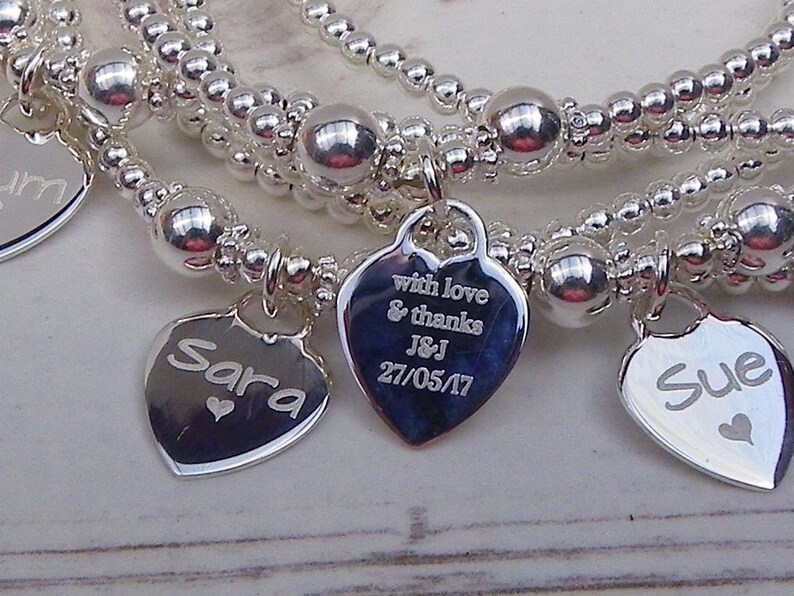 Sara
with love
& thanks
J&J
27/05/17
Sue